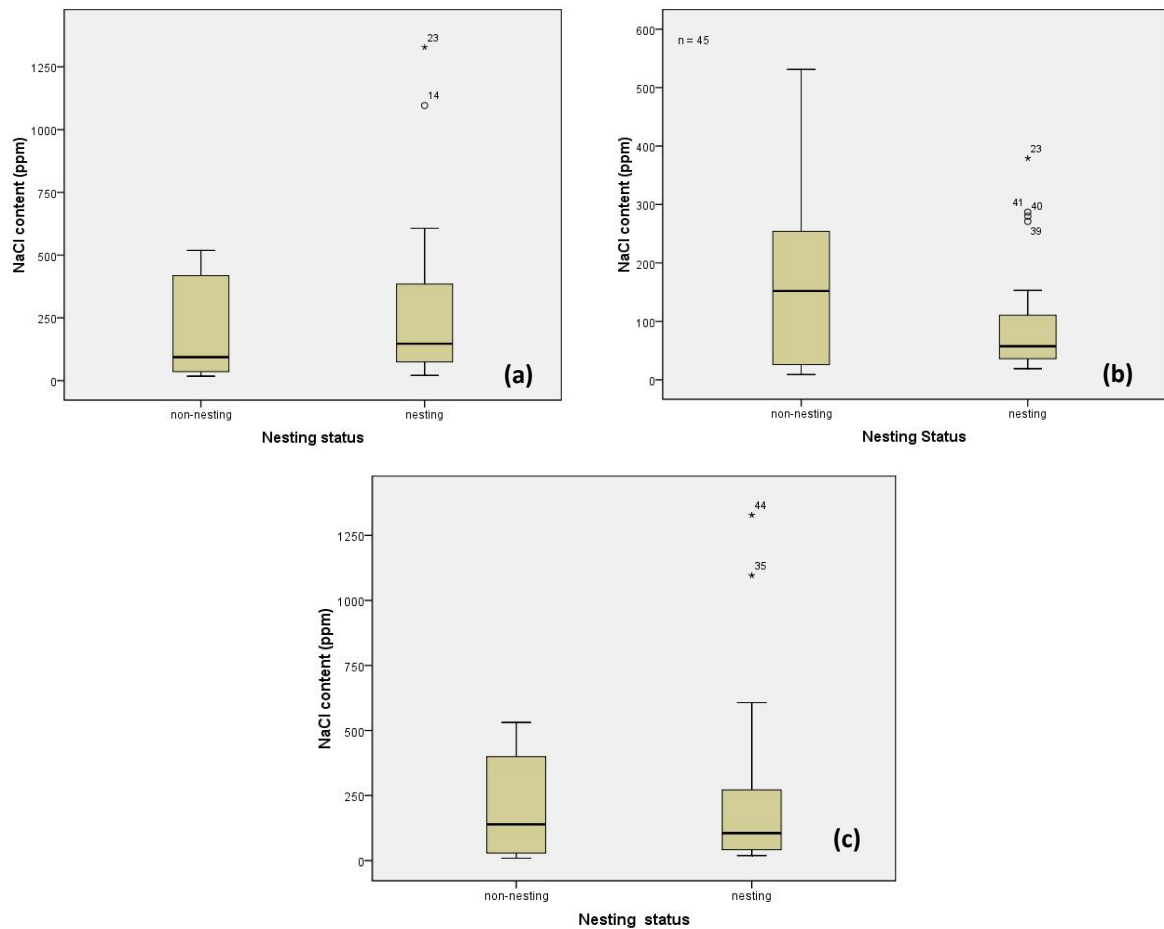 NaCl content (ppm)
1250
1000
750
500
250
0
23
14
non-nesting nesting
Nesting status
(a)
NaCl content (ppm)
600
500
400
300
200
100
0
n = 45
23
41 40
39
non-nesting nesting
Nesting Status
(b)
NaCl content (ppm)
1250
1000
750
500
250
0
44
35
non-nesting nesting
Nesting status
(c)